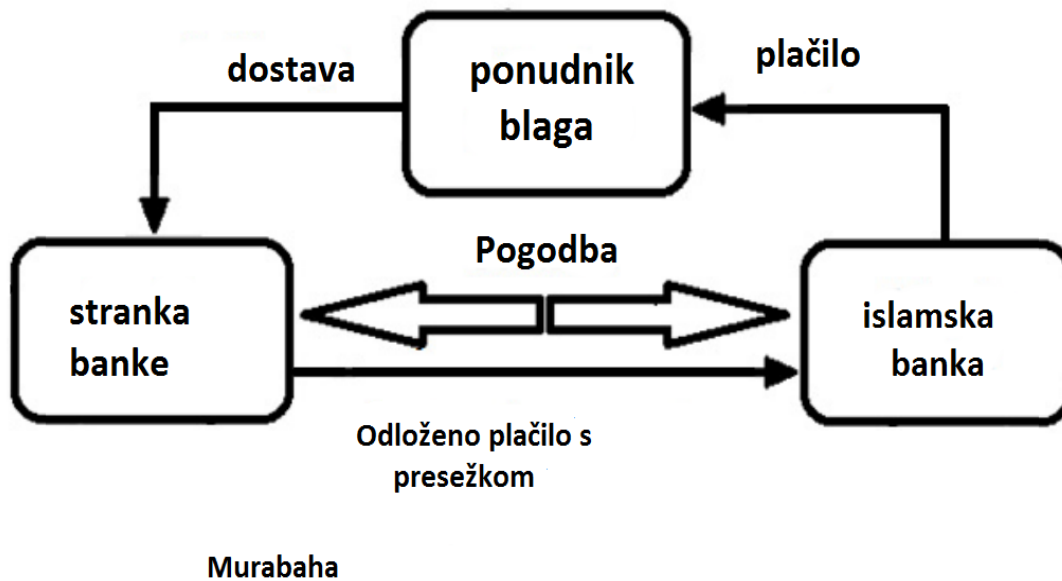 dostava
ponudnik
blaga
plačilo
Pogodba
stranka
banke
islamska
banka
Odloženo plačilo s
presežkom
Murabaha